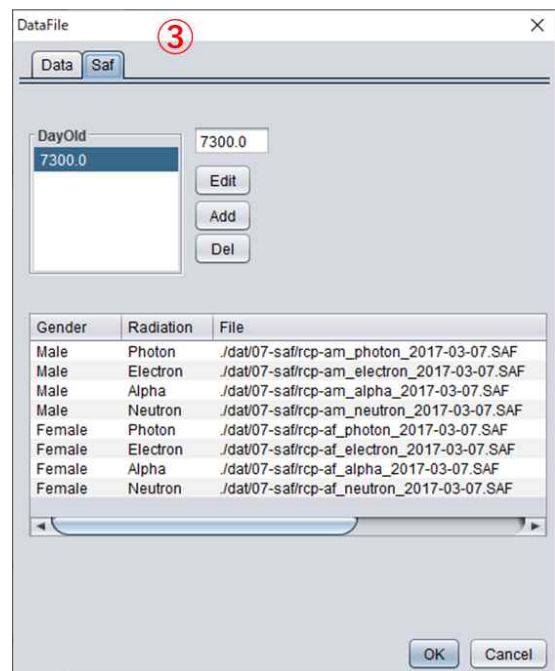 DataFile
③
Data Saf
DayOld
7300.0
7300.0
Edit
Add
Del
Gender Radiation File
Male Photon ./dat/07-saf/rcp-am_photon_2017-03-07.SAF
Male Electron ./dat/07-saf/rcp-am_electron_2017-03-07.SAF
Male Alpha ./dat/07-saf/rcp-am_alpha_2017-03-07.SAF
Male Neutron ./dat/07-saf/rcp-am_neutron_2017-03-07.SAF
Female Photon ./dat/07-saf/rcp-af_photon_2017-03-07.SAF
Female Electron ./dat/07-saf/rcp-af_electron_2017-03-07.SAF
Female Alpha ./dat/07-saf/rcp-af_alpha_2017-03-07.SAF
Female Neutron ./dat/07-saf/rcp-af_neutron_2017-03-07.SAF
OK Cancel